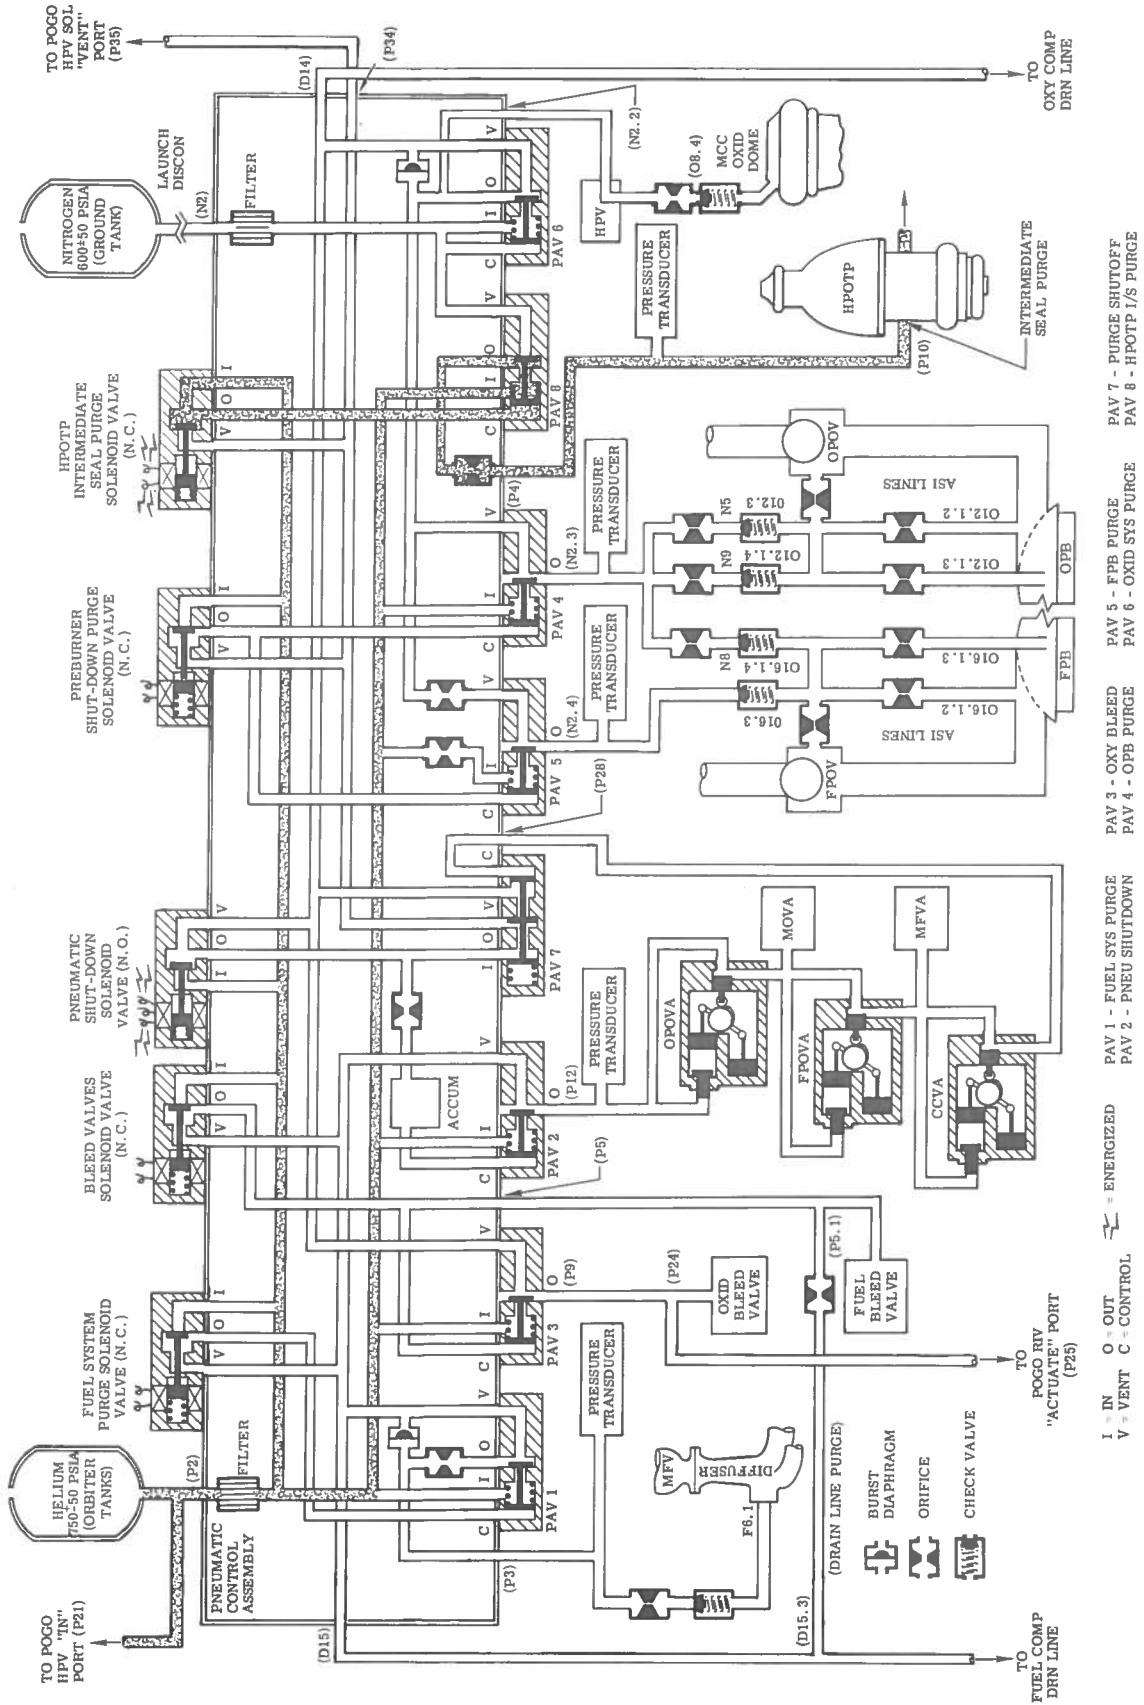 TO POGO
HPV "IN"
PORT (P21)
HELIUM
750±50 PSIA
(ORBITER
TANKS)
(P2)
FILTER
PNEUMATIC
CONTROL
ASSEMBLY
FUEL SYSTEM
PURGE SOLENOID
VALVE (N.C.)
V O I
BLEED VALVES
SOLENOID VALVE
(N.C.)
V O I
PNEUMATIC
SHUT-DOWN
SOLENOID
VALVE (N.O.)
I O V
PREBURNER
SHUT-DOWN PURGE
SOLENOID VALVE
(N.C.)
V O I
HPOTP
INTERMEDIATE
SEAL PURGE
SOLENOID VALVE
(N.C.)
V O I
NITROGEN
600±50 PSIA
(GROUND
TANK)
LAUNCH
DISCON
(N2)
FILTER
TO POGO
HPV SOL
"VENT"
PORT
(P35)
(D14)
(P34)
(D15)
(P3)
C I O V
PAV 1
C I V
PAV 3
O
(P9)
(P5)
ACCUM
C I V
PAV 2
O
(P12)
I O V C
PAV 7
(P28)
C I V
PAV 5
O
(N2.4)
C I V
PAV 4
O
(N2.3)
(P4)
C I O V
PAV 8
C I O V
PAV 6
(N2.2)
PRESSURE
TRANSDUCER
MFV
DIFFUSER
F6.1
(P24)
OXID
BLEED
VALVE
(P5.1)
FUEL
BLEED
VALVE
(DRAIN LINE PURGE)
(D15.3)
TO
FUEL COMP
DRN LINE
TO
POGO RIV
"ACTUATE" PORT
(P25)
PRESSURE
TRANSDUCER
OPOVA
MOVA
FPOVA
MFVA
CCVA
PRESSURE
TRANSDUCER
PRESSURE
TRANSDUCER
O16.3
N8
O16.1.4
N9
O12.1.4
N5
O12.3
FPOV
OPOV
ASI LINES
ASI LINES
O16.1.2
O16.1.3
O12.1.3
O12.1.2
FPB
OPB
PRESSURE
TRANSDUCER
HPOTP
(P10)
INTERMEDIATE
SEAL PURGE
HPV
(O8.4)
MCC
OXID
DOME
TO
OXY COMP
DRN LINE
BURST
DIAPHRAGM
ORIFICE
CHECK VALVE
I = IN O = OUT = ENERGIZED
V = VENT C = CONTROL
PAV 1 - FUEL SYS PURGE PAV 3 - OXY BLEED PAV 5 - FPB PURGE PAV 7 - PURGE SHUTOFF
PAV 2 - PNEU SHUTDOWN PAV 4 - OPB PURGE PAV 6 - OXID SYS PURGE PAV 8 - HPOTP I/S PURGE